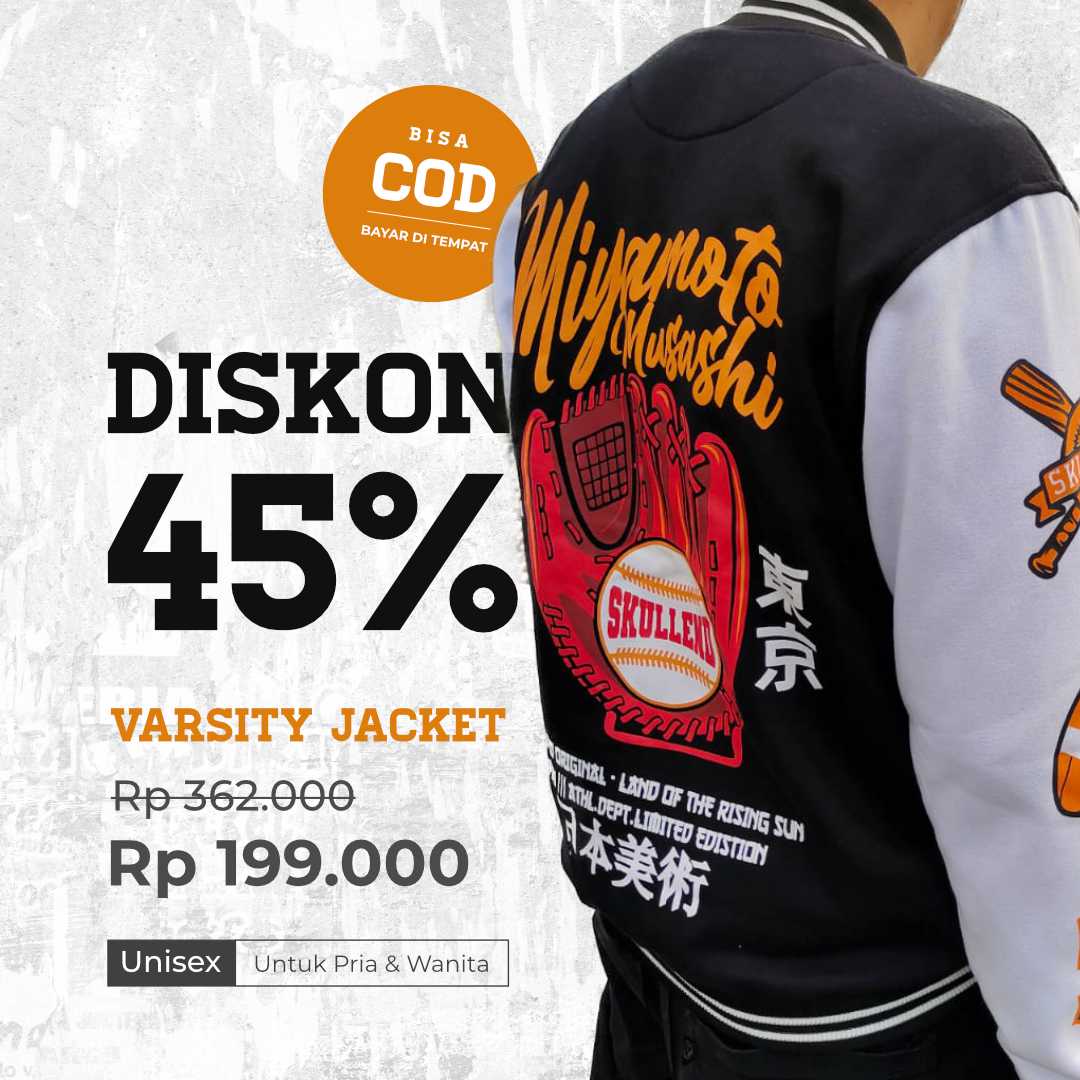 BISA
COD
BAYAR DI TEMPAT
DISKON
45%
VARSITY JACKET
Rp 362.000
Rp 199.000
Unisex
Untuk Pria & Wanita
Miyamoto
Musashi
SKULLEND
東京
ORIGINAL · LAND OF THE RISING SUN
/// ATHL.DEPT.LIMITED EDISTION
日本美術